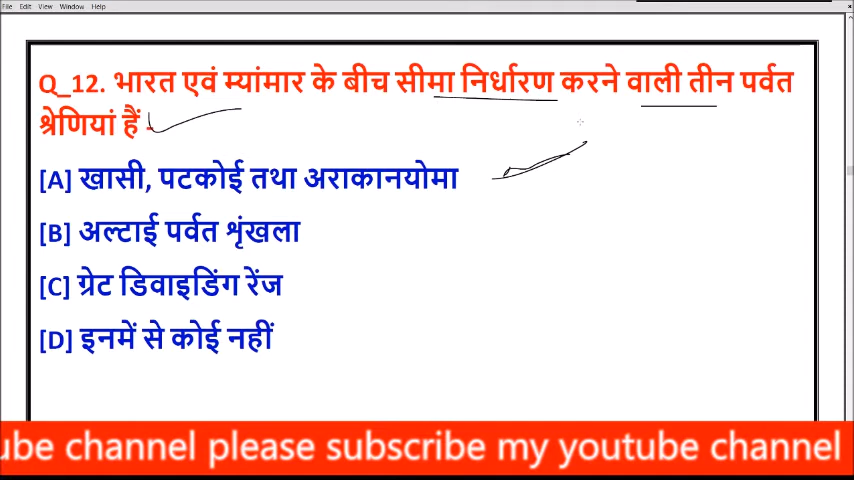 File Edit View Window Help
Q_12. भारत एवं म्यांमार के बीच सीमा निर्धारण करने वाली तीन पर्वत
श्रेणियां हैं -
[A] खासी, पटकोई तथा अराकानयोमा
[B] अल्टाई पर्वत शृंखला
[C] ग्रेट डिवाइडिंग रेंज
[D] इनमें से कोई नहीं
ube channel please subscribe my youtube channel